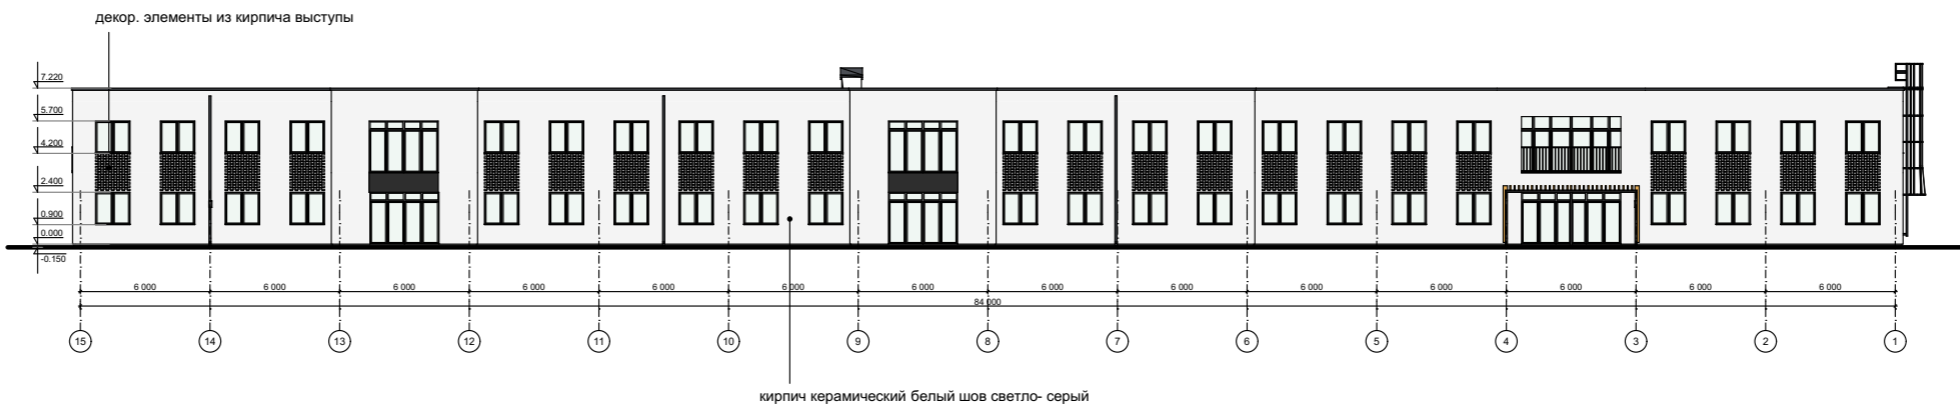 декор. элементы из кирпича выступы
7.220
5.700
4.200
2.400
0.900
0.000
-0.150
6 000 6 000 6 000 6 000 6 000 6 000 6 000 6 000 6 000 6 000 6 000 6 000 6 000 6 000
84 000
15 14 13 12 11 10 9 8 7 6 5 4 3 2 1
кирпич керамический белый шов светло- серый